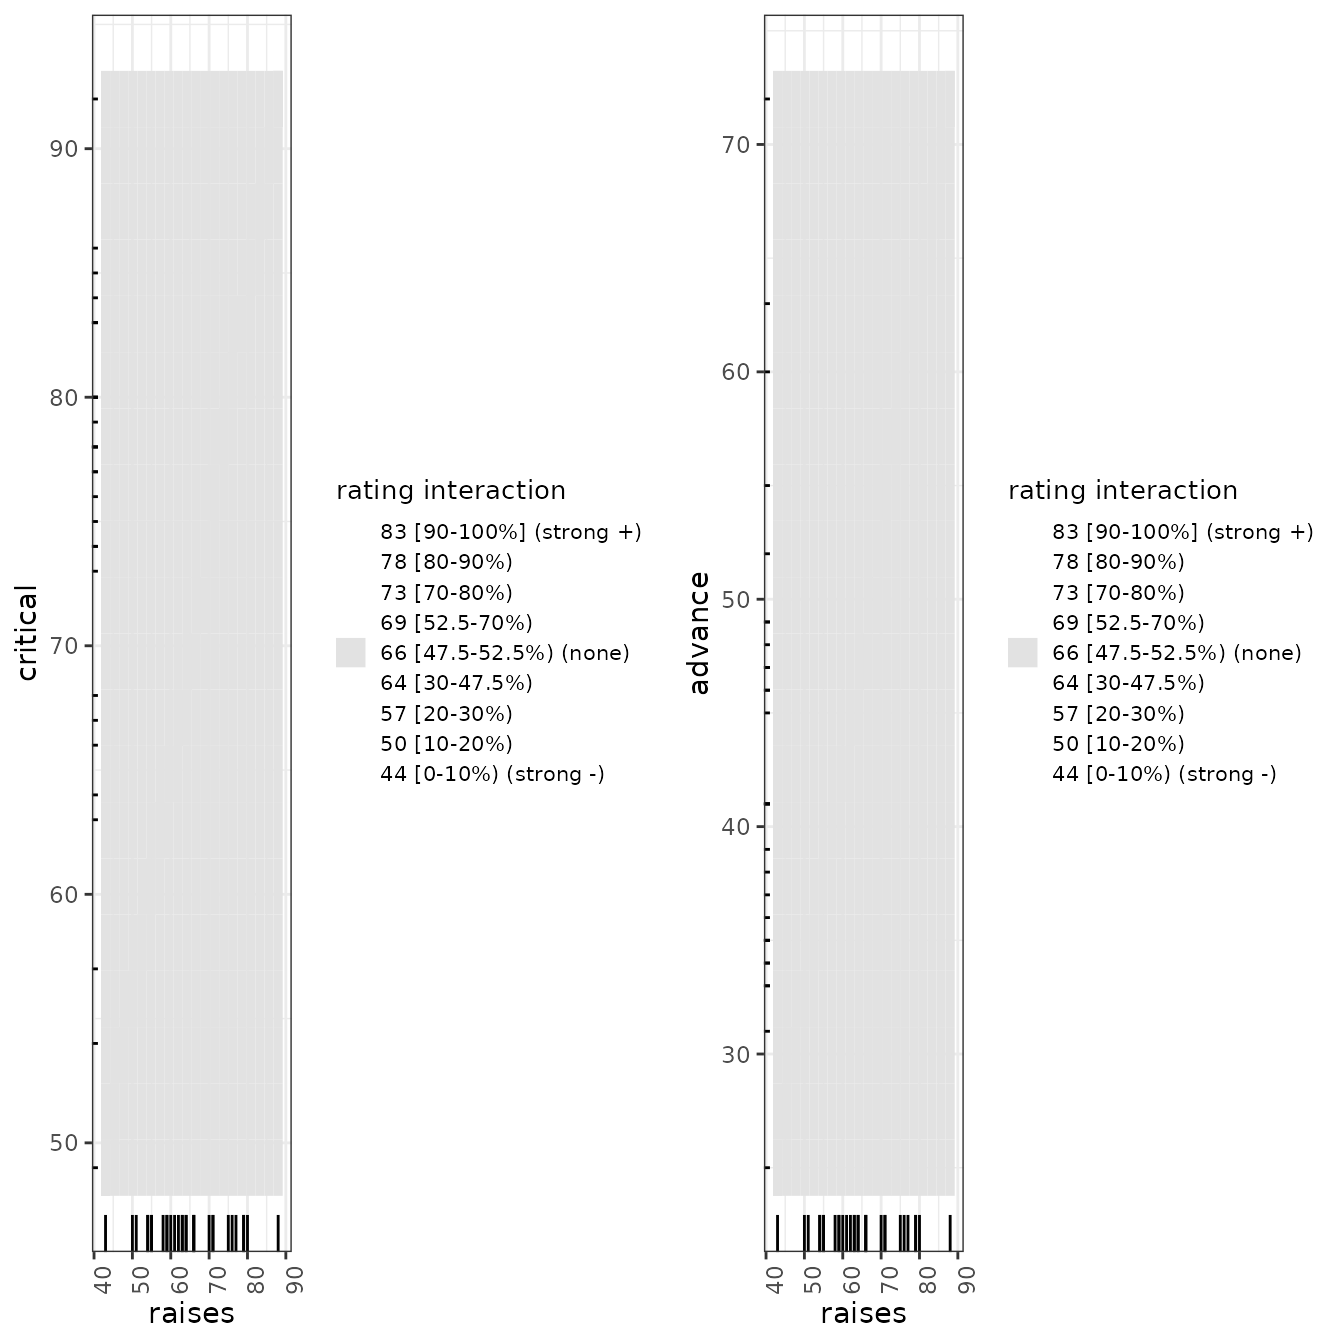 90
80
70
60
50
critical
40 50 60 70 80 90
raises
rating interaction
83 [90-100%] (strong +)
78 [80-90%)
73 [70-80%)
69 [52.5-70%)
66 [47.5-52.5%) (none)
64 [30-47.5%)
57 [20-30%)
50 [10-20%)
44 [0-10%) (strong -)
70
60
50
40
30
advance
40 50 60 70 80 90
raises
rating interaction
83 [90-100%] (strong +)
78 [80-90%)
73 [70-80%)
69 [52.5-70%)
66 [47.5-52.5%) (none)
64 [30-47.5%)
57 [20-30%)
50 [10-20%)
44 [0-10%) (strong -)